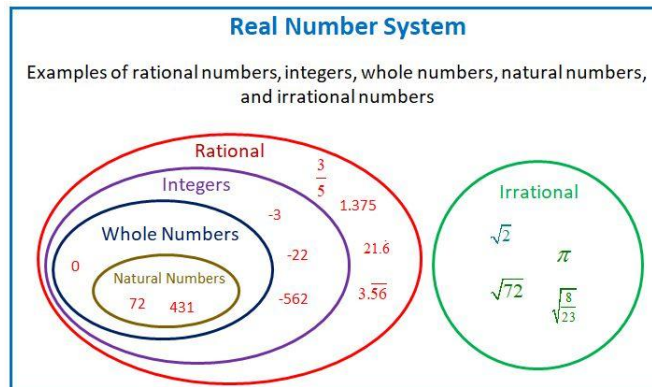 Real Number System
Examples of rational numbers, integers, whole numbers, natural numbers,
and irrational numbers
Rational
3/5
Integers
1.375
-3
Whole Numbers
21.6
-22
0
Natural Numbers
72 431
-562
3.5̅6̅
Irrational
√2
π
√72
√(8/23)